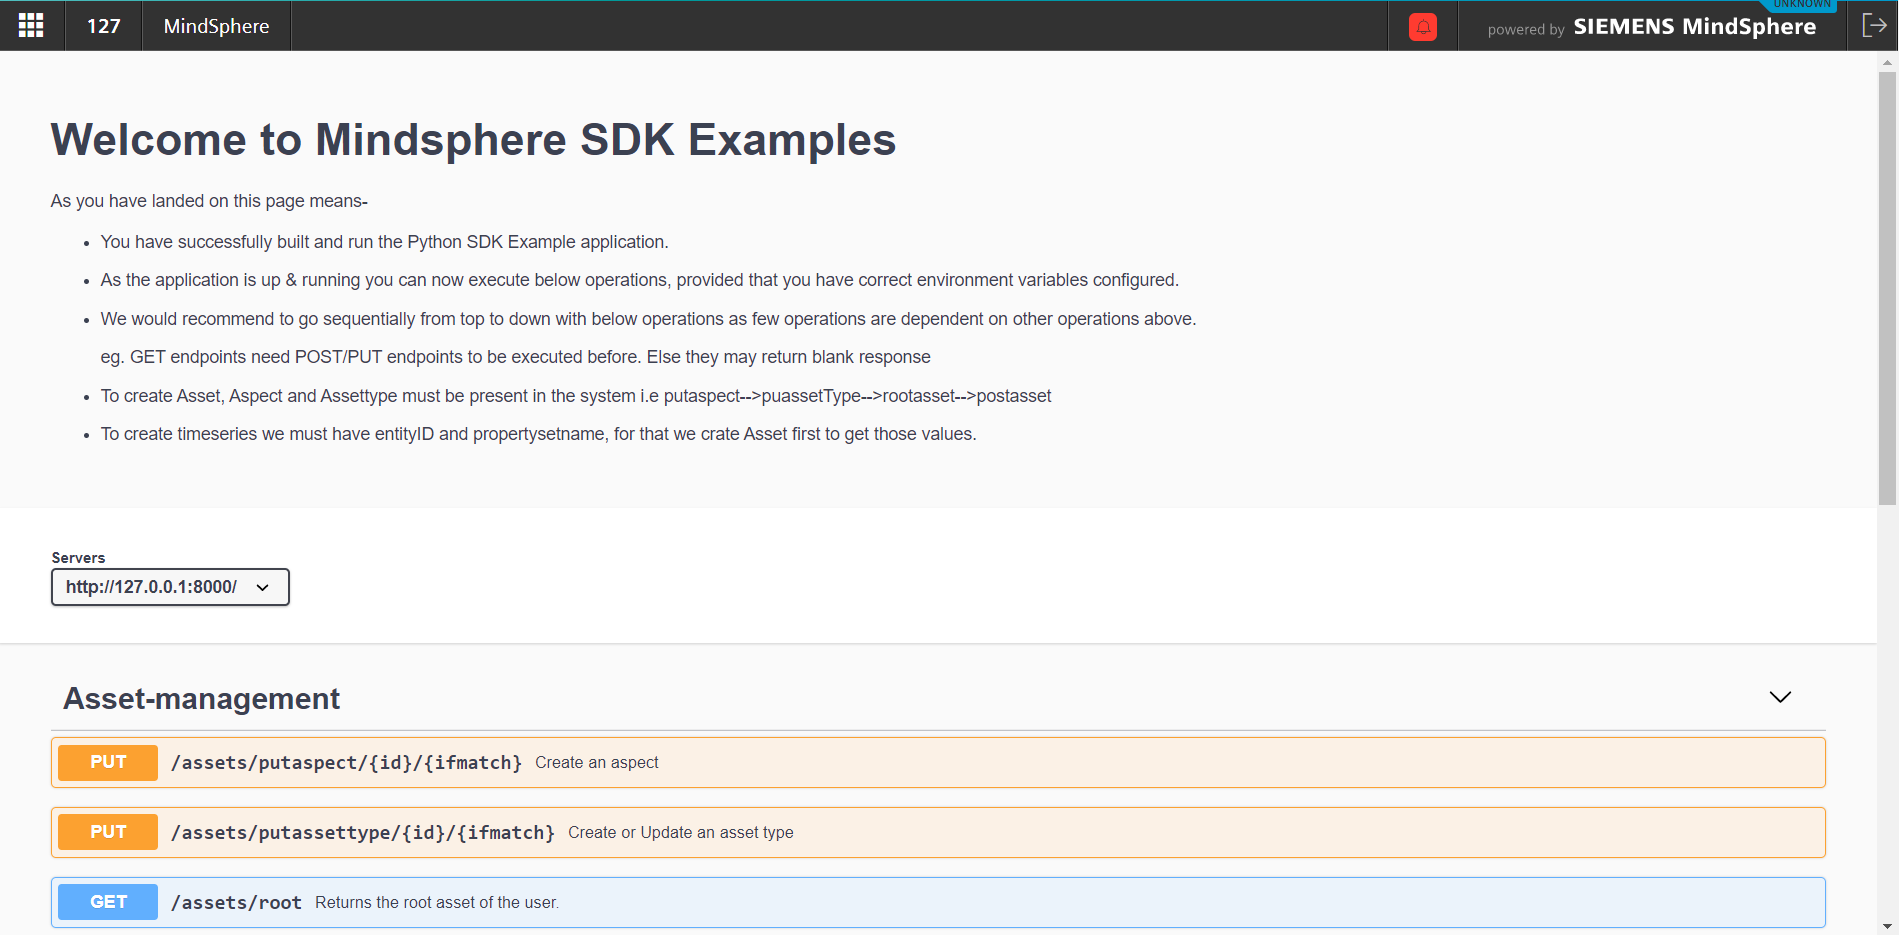 127
MindSphere
UNKNOWN
powered by SIEMENS MindSphere
Welcome to Mindsphere SDK Examples
As you have landed on this page means-
You have successfully built and run the Python SDK Example application.
As the application is up & running you can now execute below operations, provided that you have correct environment variables configured.
We would recommend to go sequentially from top to down with below operations as few operations are dependent on other operations above.
eg. GET endpoints need POST/PUT endpoints to be executed before. Else they may return blank response
To create Asset, Aspect and Assettype must be present in the system i.e putaspect-->puassetType-->rootasset-->postasset
To create timeseries we must have entityID and propertysetname, for that we crate Asset first to get those values.
Servers
http://127.0.0.1:8000/
Asset-management
PUT /assets/putaspect/{id}/{ifmatch} Create an aspect
PUT /assets/putassettype/{id}/{ifmatch} Create or Update an asset type
GET /assets/root Returns the root asset of the user.